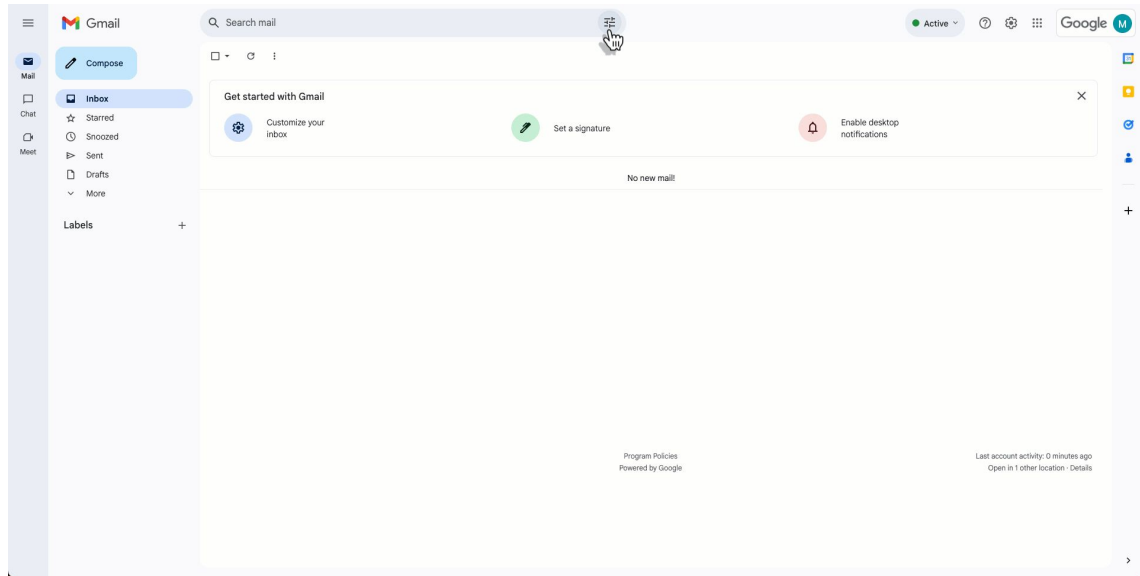 Gmail
Search mail
Active
Google
M
Mail
Chat
Meet
Compose
Inbox
Starred
Snoozed
Sent
Drafts
More
Labels
Get started with Gmail
Customize your
inbox
Set a signature
Enable desktop
notifications
No new mail!
Program Policies
Powered by Google
Last account activity: 0 minutes ago
Open in 1 other location · Details